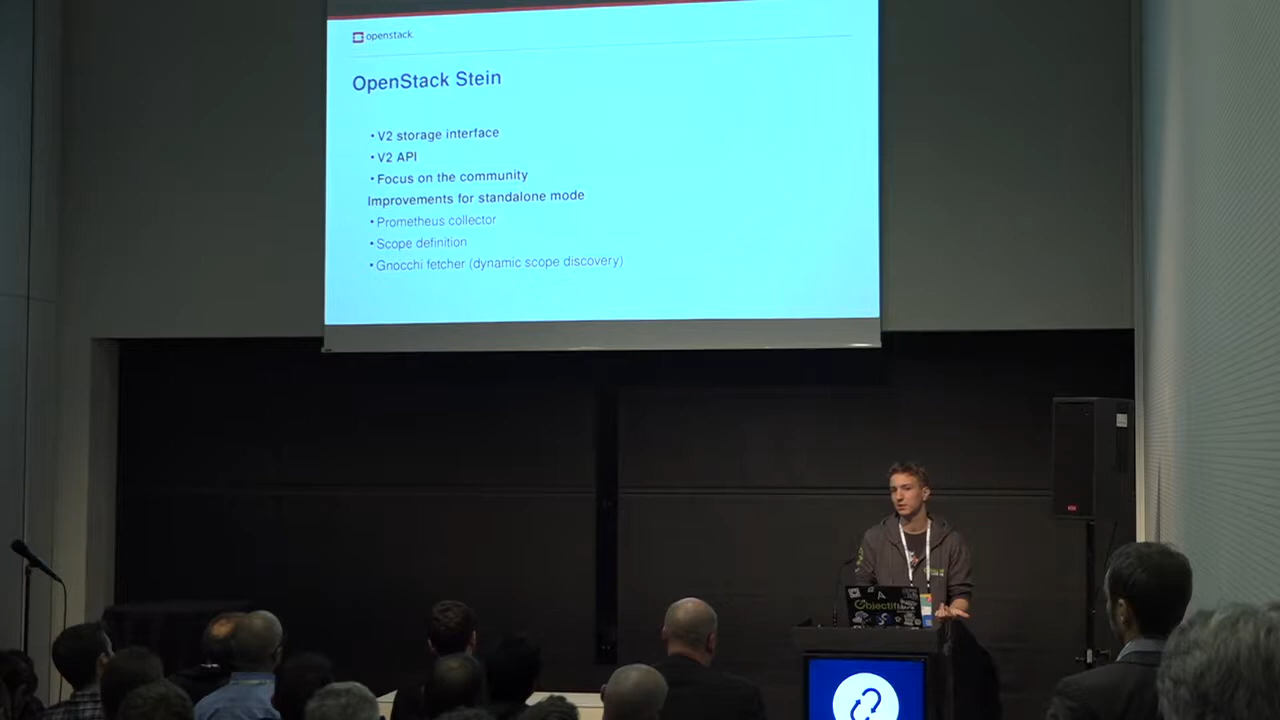 openstack.
OpenStack Stein
• V2 storage interface
• V2 API
• Focus on the community
Improvements for standalone mode
• Prometheus collector
• Scope definition
• Gnocchi fetcher (dynamic scope discovery)